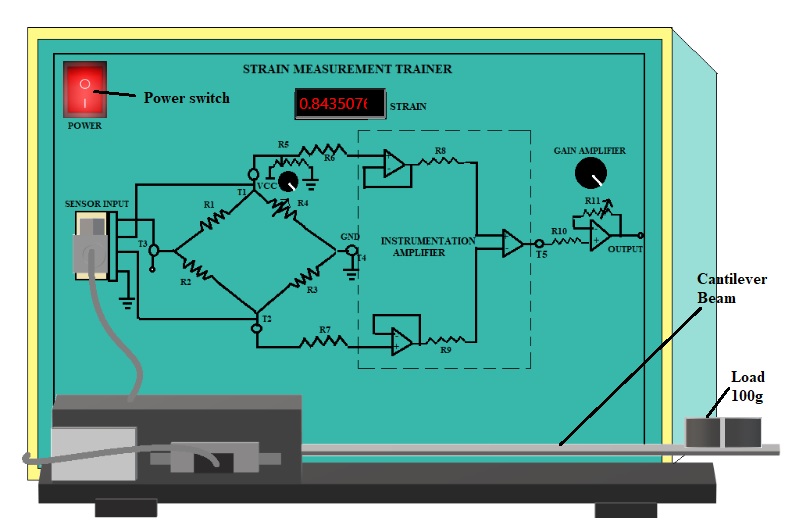 STRAIN MEASUREMENT TRAINER
Power switch
POWER
0.8435076
STRAIN
SENSOR INPUT
R5
R6
R8
GAIN AMPLIFIER
VCC
T1
R1
R4
R11
T3
GND
T4
INSTRUMENTATION
AMPLIFIER
R10
T5
OUTPUT
R2
R3
T2
R7
R9
Cantilever
Beam
Load
100g